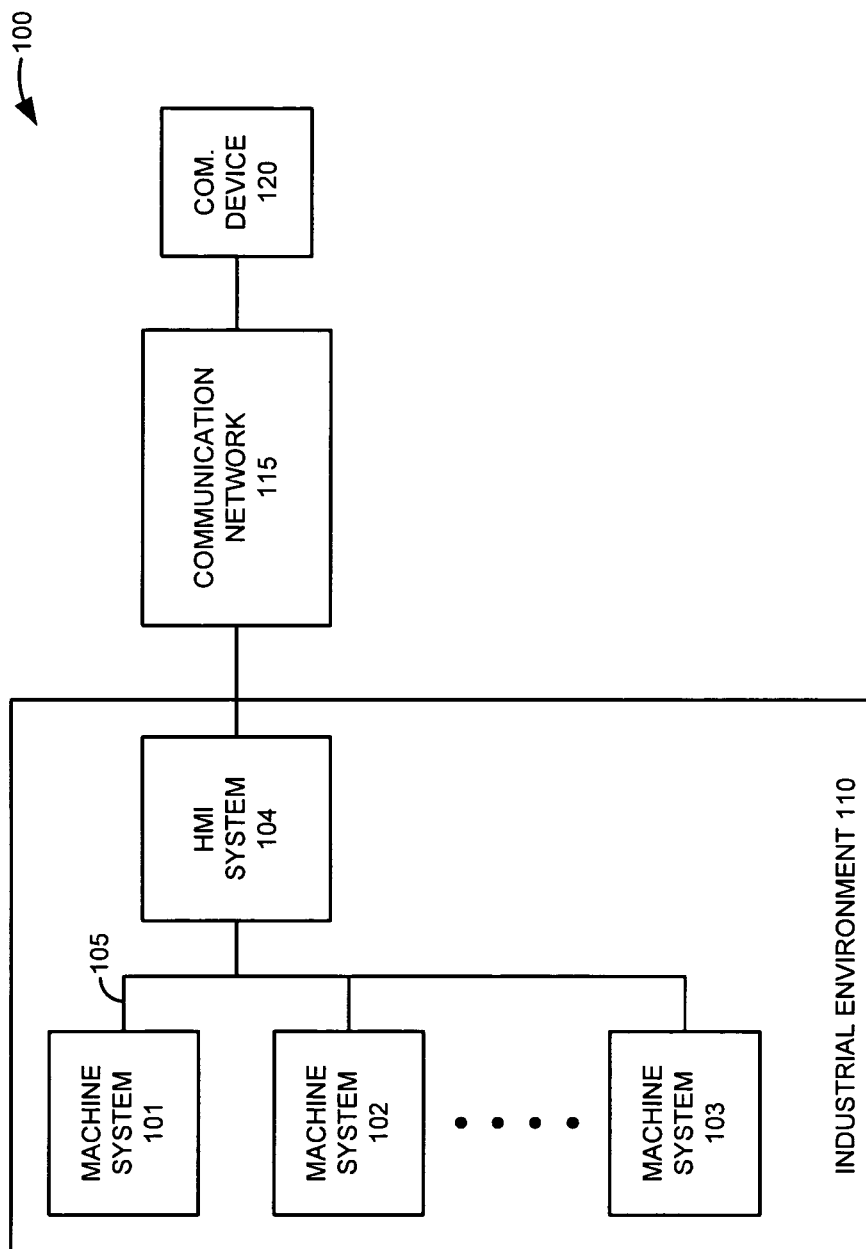 100
MACHINE
SYSTEM
101
105
MACHINE
SYSTEM
102
MACHINE
SYSTEM
103
HMI
SYSTEM
104
COMMUNICATION
NETWORK
115
COM.
DEVICE
120
INDUSTRIAL ENVIRONMENT 110